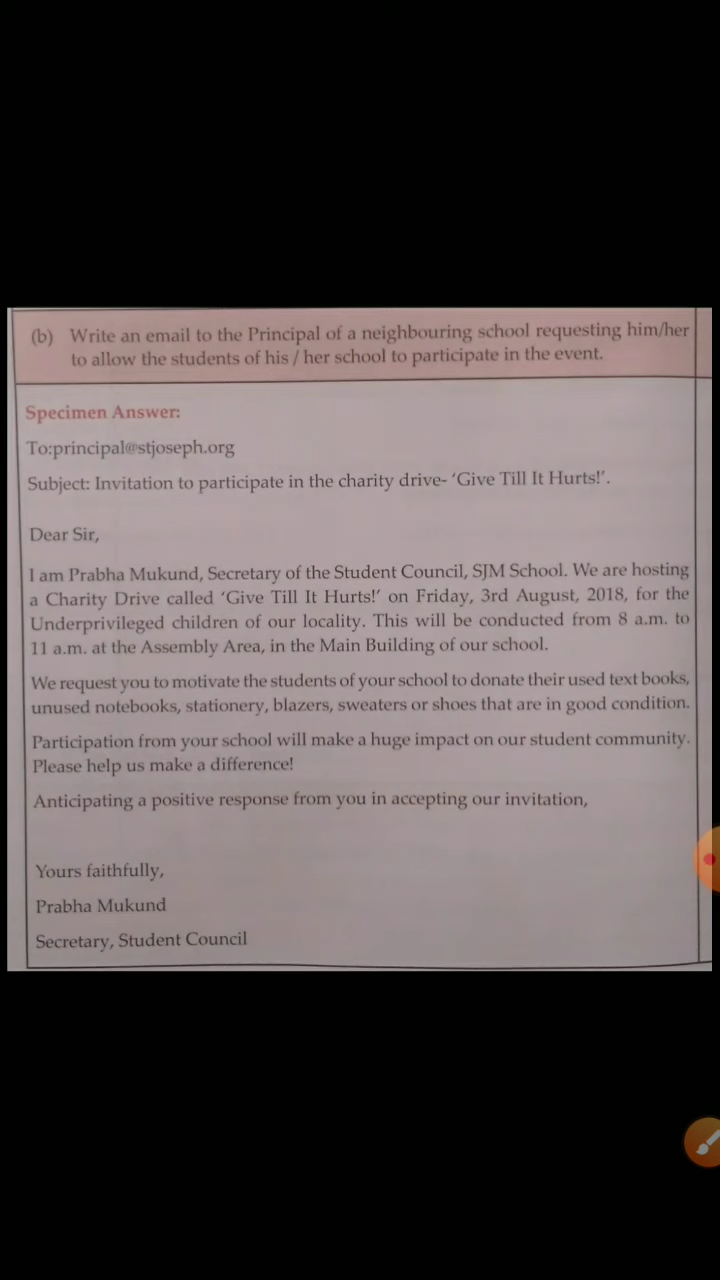 (b) Write an email to the Principal of a neighbouring school requesting him/her
to allow the students of his / her school to participate in the event.
Specimen Answer:
To:principal@stjoseph.org
Subject: Invitation to participate in the charity drive- ‘Give Till It Hurts!’.
Dear Sir,
I am Prabha Mukund, Secretary of the Student Council, SJM School. We are hosting
a Charity Drive called ‘Give Till It Hurts!’ on Friday, 3rd August, 2018, for the
Underprivileged children of our locality. This will be conducted from 8 a.m. to
11 a.m. at the Assembly Area, in the Main Building of our school.
We request you to motivate the students of your school to donate their used text books,
unused notebooks, stationery, blazers, sweaters or shoes that are in good condition.
Participation from your school will make a huge impact on our student community.
Please help us make a difference!
Anticipating a positive response from you in accepting our invitation,
Yours faithfully,
Prabha Mukund
Secretary, Student Council